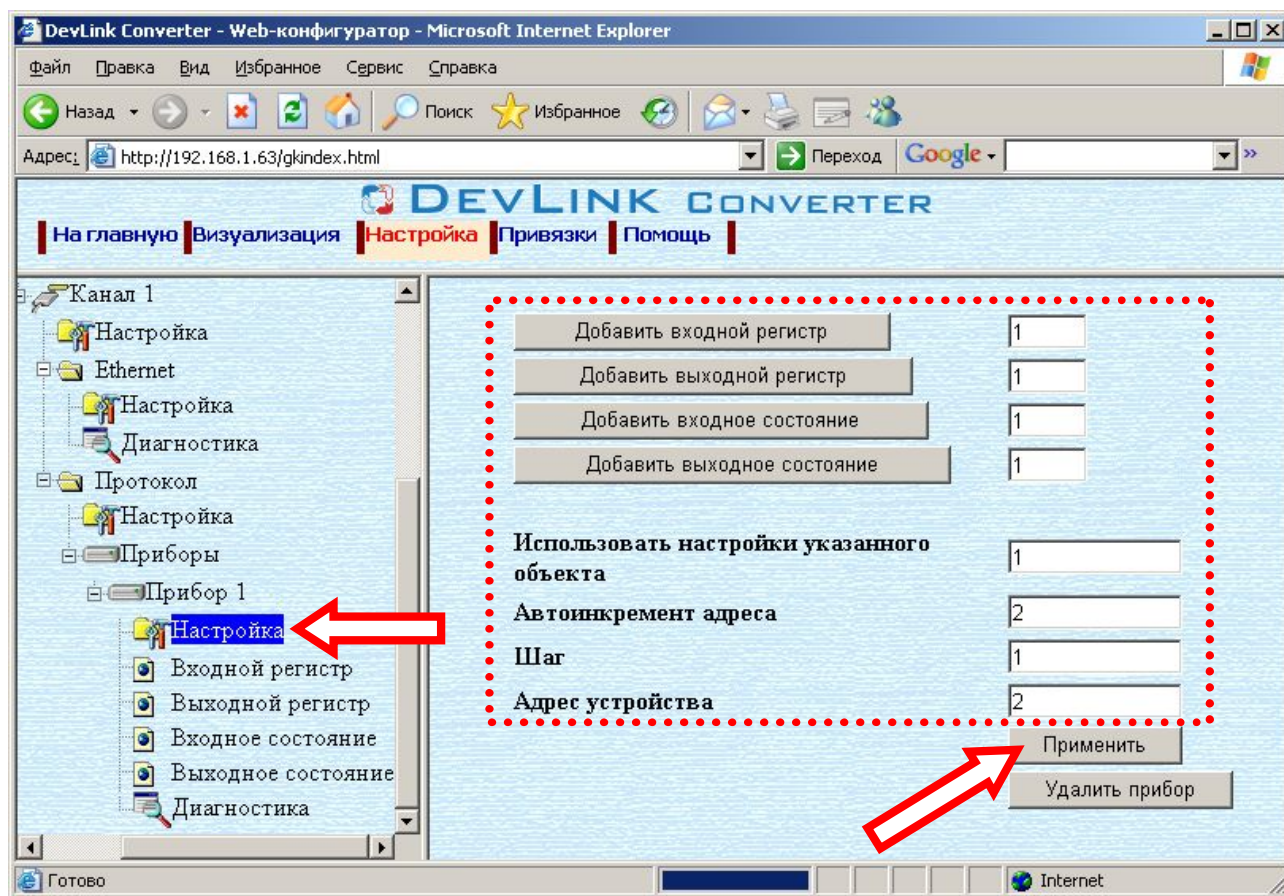 DevLink Converter - Web-конфигуратор - Microsoft Internet Explorer
Файл Правка Вид Избранное Сервис Справка
Назад Поиск Избранное
Адрес: http://192.168.1.63/gkindex.html Переход Google
DEVLINK CONVERTER
На главную Визуализация Настройка Привязки Помощь
Канал 1
Настройка
Ethernet
Настройка
Диагностика
Протокол
Настройка
Приборы
Прибор 1
Настройка
Входной регистр
Выходной регистр
Входное состояние
Выходное состояние
Диагностика
Добавить входной регистр 1
Добавить выходной регистр 1
Добавить входное состояние 1
Добавить выходное состояние 1
Использовать настройки указанного
объекта 1
Автоинкремент адреса 2
Шаг 1
Адрес устройства 2
Применить
Удалить прибор
Готово Internet